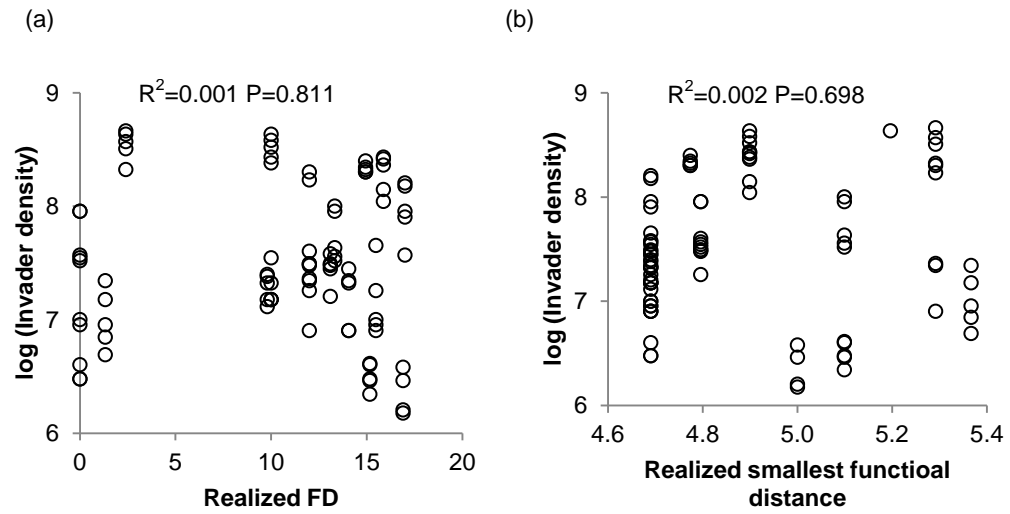 (a)
(b)
R²=0.001 P=0.811
R²=0.002 P=0.698
9
8
7
6
log (Invader density)
0
5
10
15
20
Realized FD
9
8
7
6
log (Invader density)
4.6
4.8
5.0
5.2
5.4
Realized smallest functioal
distance